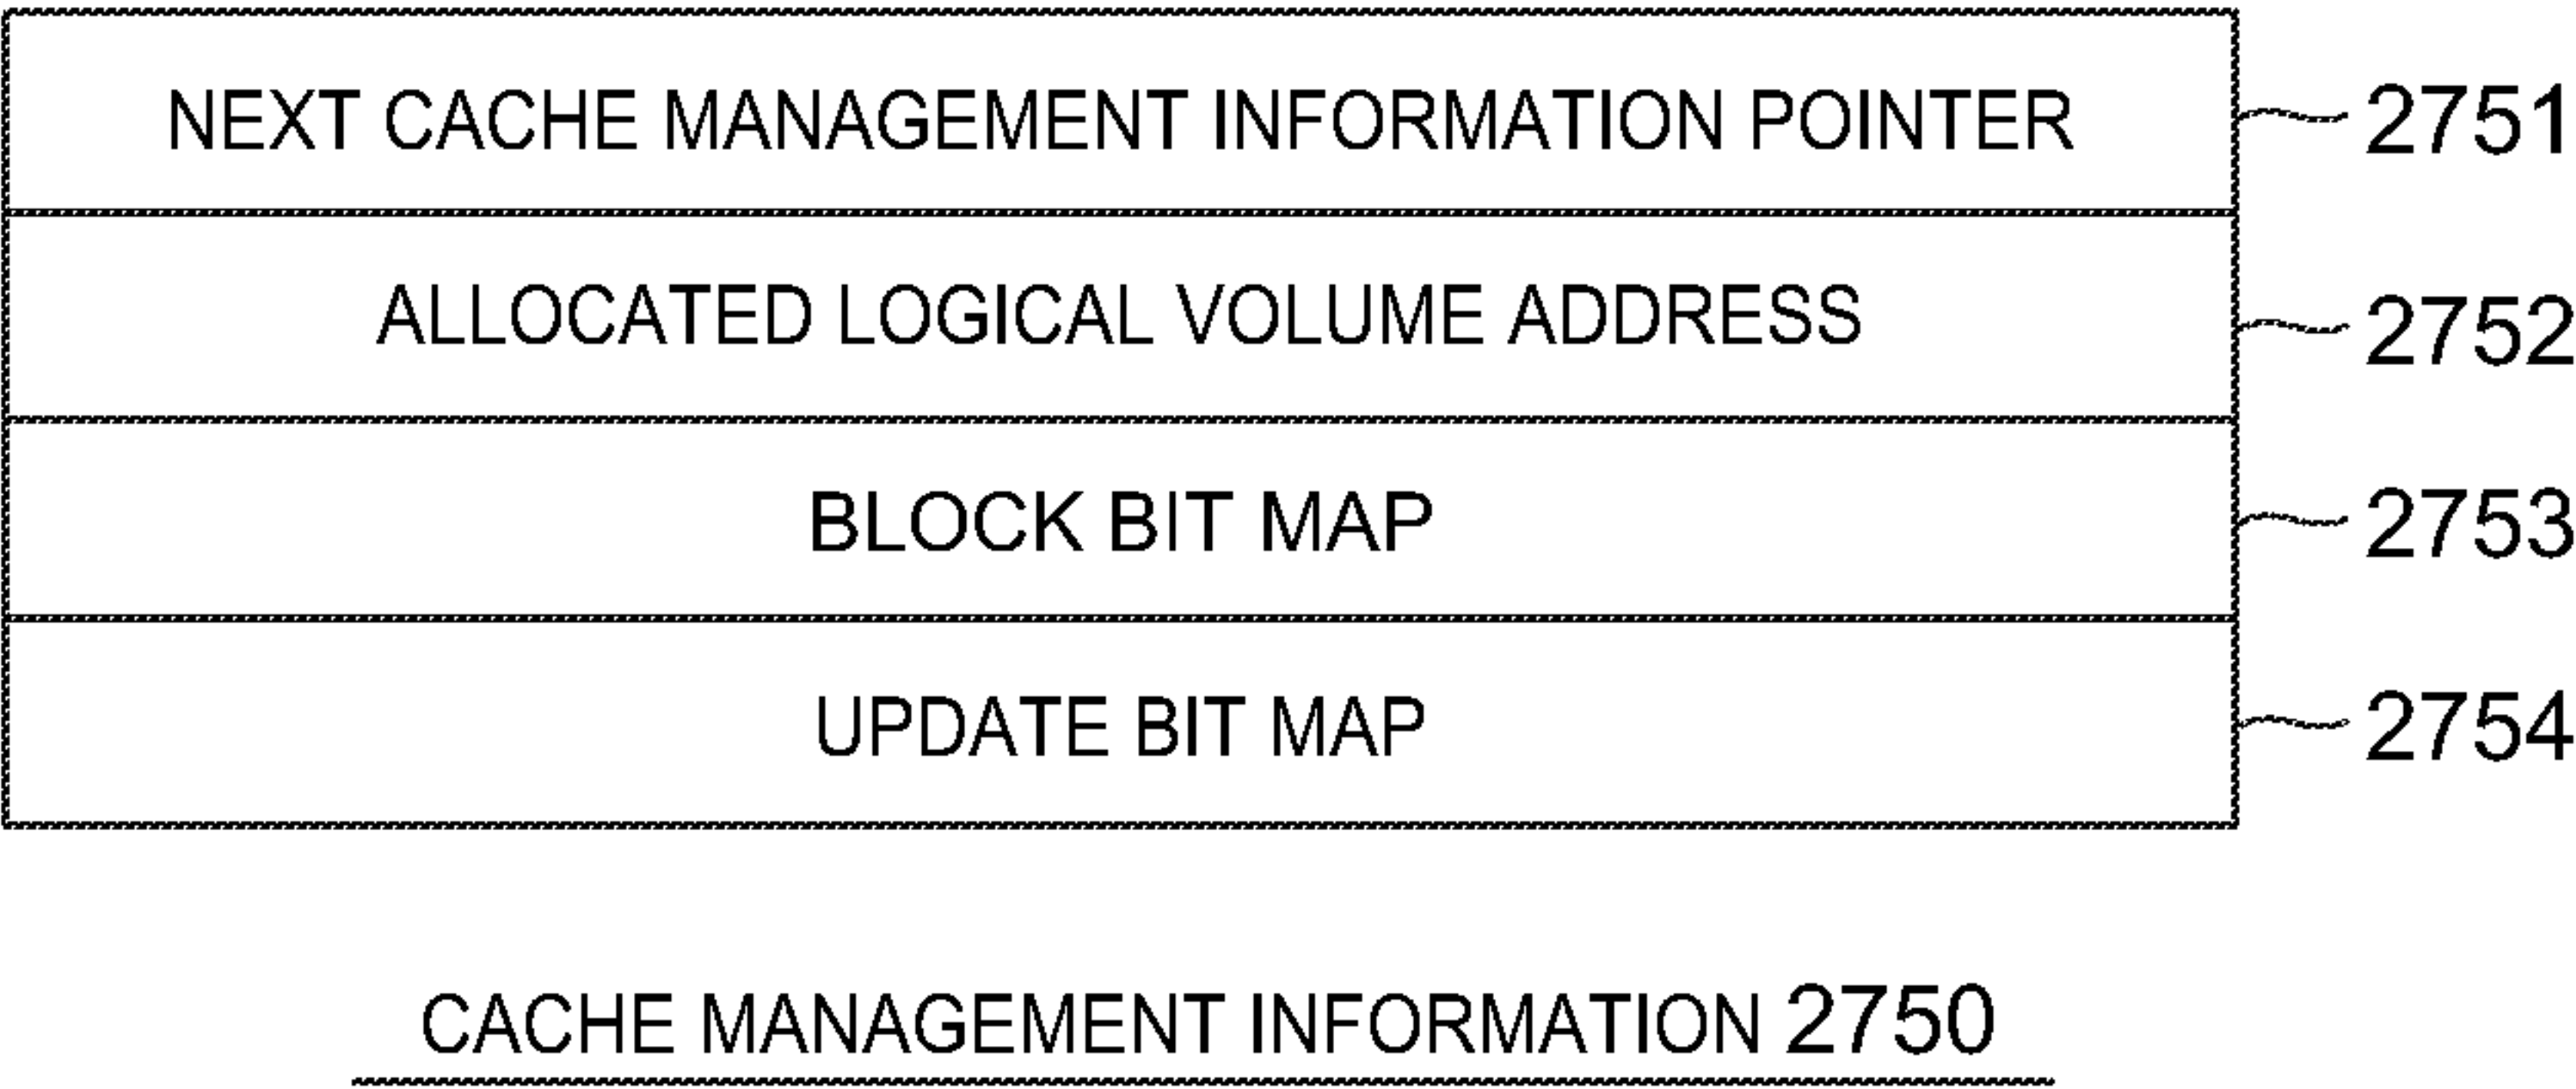 NEXT CACHE MANAGEMENT INFORMATION POINTER 2751
ALLOCATED LOGICAL VOLUME ADDRESS 2752
BLOCK BIT MAP 2753
UPDATE BIT MAP 2754
CACHE MANAGEMENT INFORMATION 2750